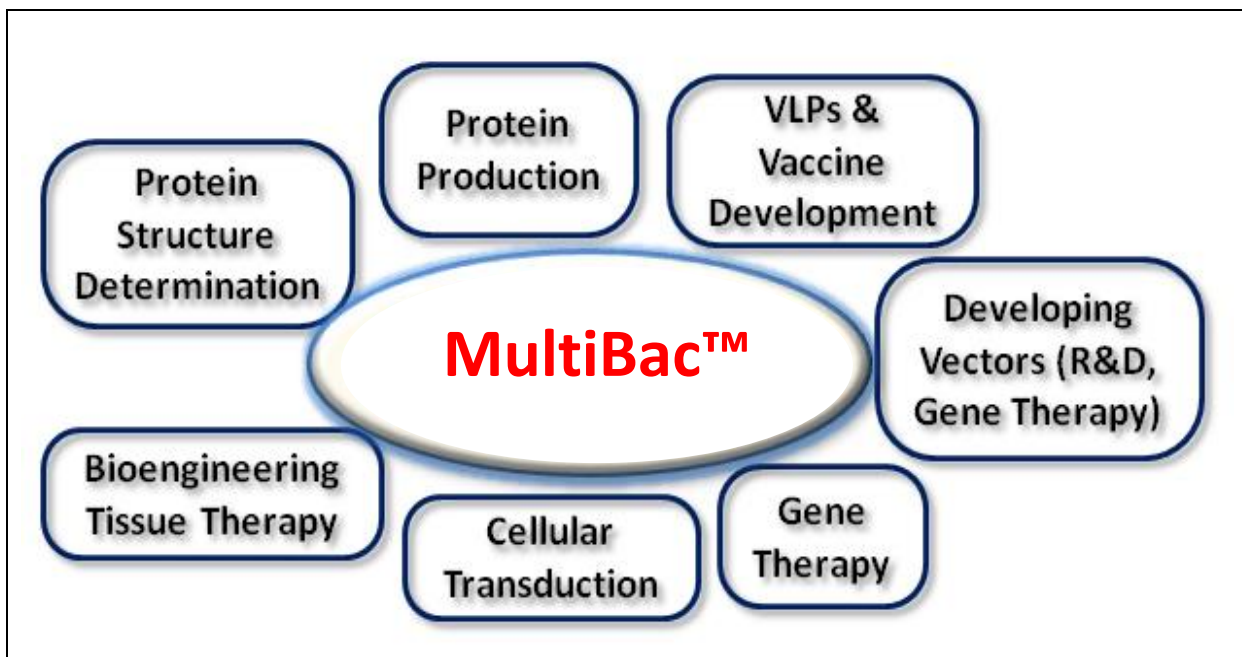 Protein
Production
VLPs &
Vaccine
Development
Protein
Structure
Determination
Developing
Vectors (R&D,
Gene Therapy)
MultiBac™
Bioengineering
Tissue Therapy
Cellular
Transduction
Gene
Therapy